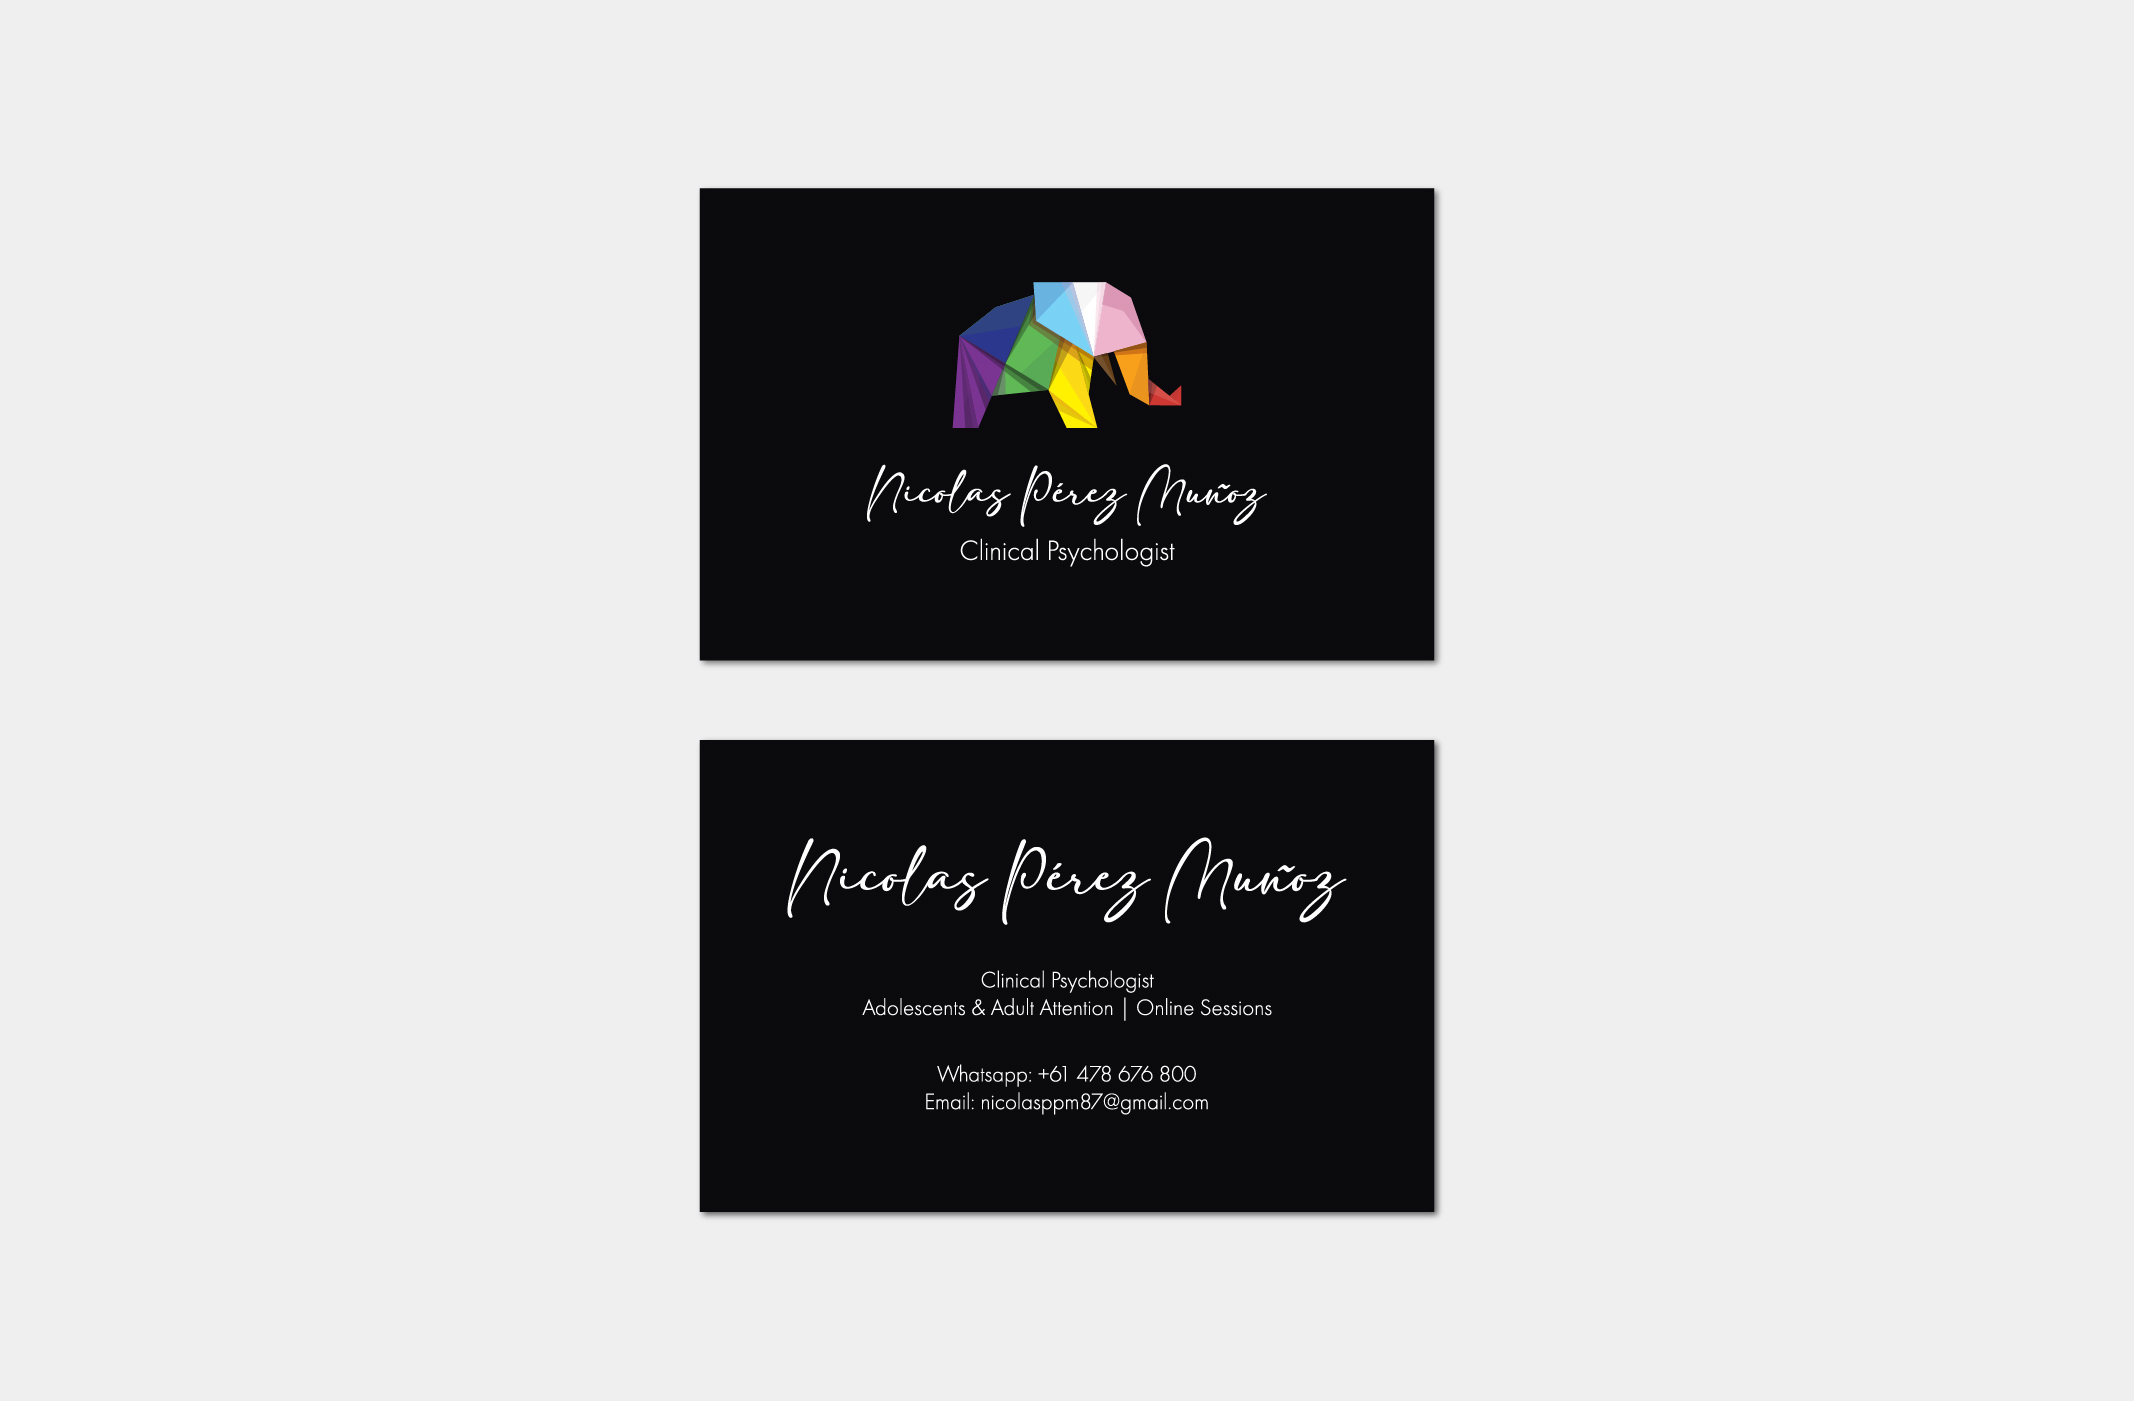 Nicolas Pérez Muñoz
Clinical Psychologist
Nicolas Pérez Muñoz
Clinical Psychologist
Adolescents & Adult Attention | Online Sessions
Whatsapp: +61 478 676 800
Email: nicolasppm87@gmail.com